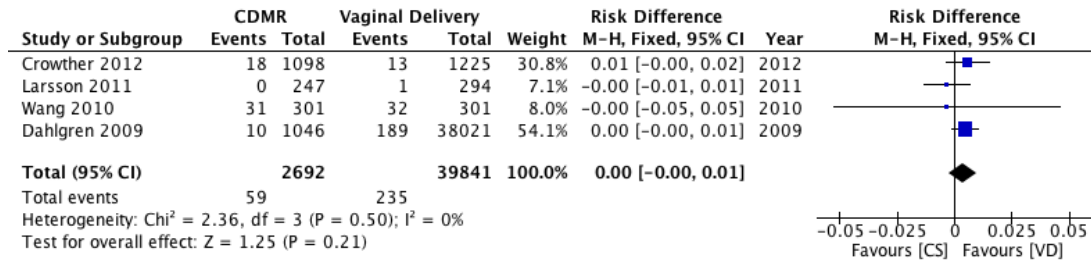 CDMR Vaginal Delivery Risk Difference Risk Difference
Study or Subgroup Events Total Events Total Weight M-H, Fixed, 95% CI Year M-H, Fixed, 95% CI
Crowther 2012 18 1098 13 1225 30.8% 0.01 [-0.00, 0.02] 2012
Larsson 2011 0 247 1 294 7.1% -0.00 [-0.01, 0.01] 2011
Wang 2010 31 301 32 301 8.0% -0.00 [-0.05, 0.05] 2010
Dahlgren 2009 10 1046 189 38021 54.1% 0.00 [-0.00, 0.01] 2009
Total (95% CI) 2692 39841 100.0% 0.00 [-0.00, 0.01]
Total events 59 235
Heterogeneity: Chi² = 2.36, df = 3 (P = 0.50); I² = 0%
Test for overall effect: Z = 1.25 (P = 0.21)
-0.05 -0.025 0 0.025 0.05
Favours [CS] Favours [VD]